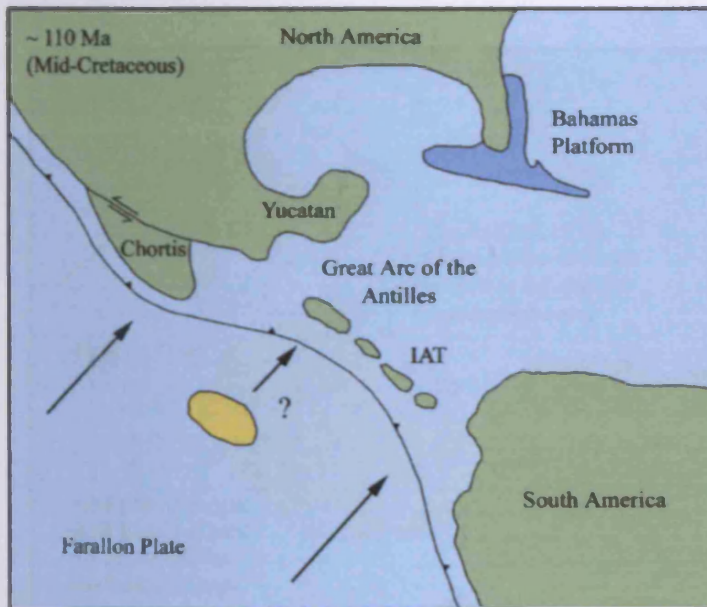 ~ 110 Ma
(Mid-Cretaceous)
North America
Bahamas
Platform
Yucatan
Chortis
Great Arc of the
Antilles
IAT
?
South America
Farallon Plate